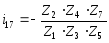 i₁₇ = - Z₂ · Z₄ · Z₇ / Z₁ · Z₃ · Z₅